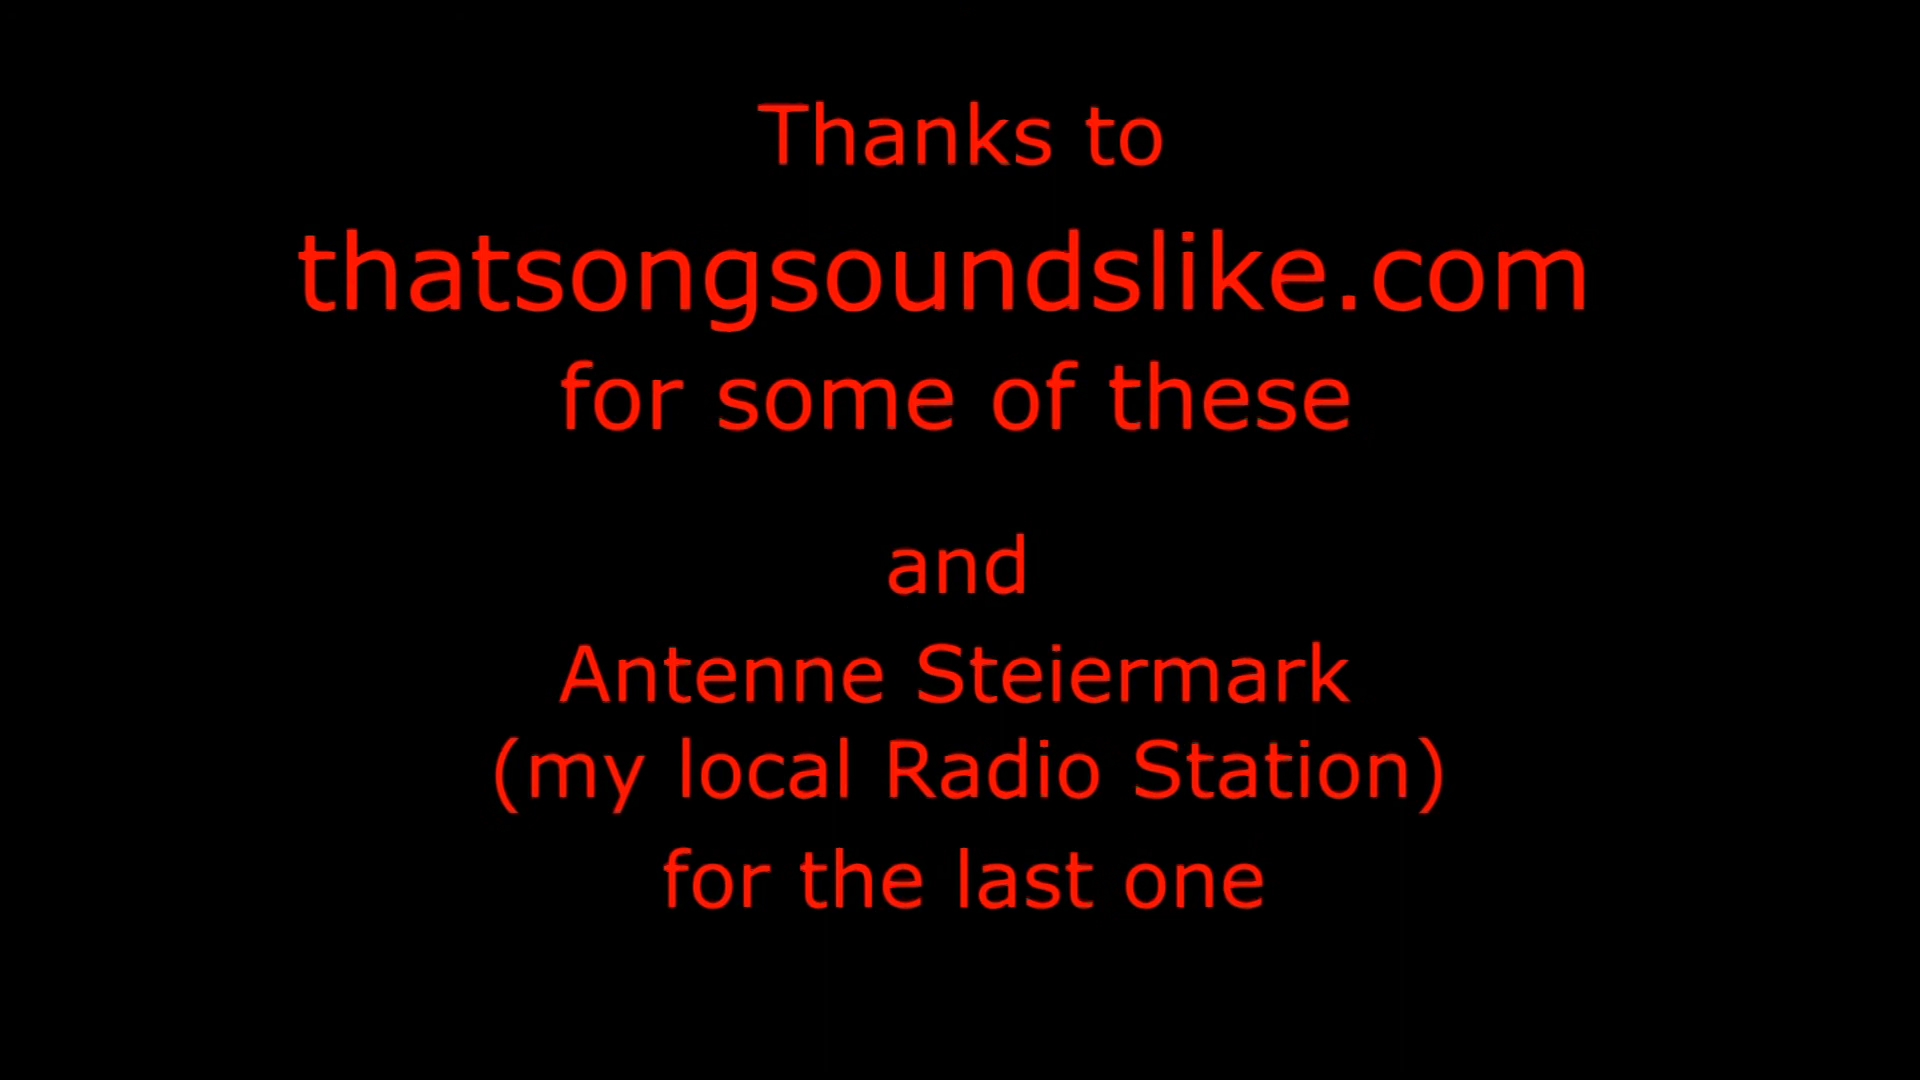 Thanks to
thatsongsoundslike.com
for some of these
and
Antenne Steiermark
(my local Radio Station)
for the last one